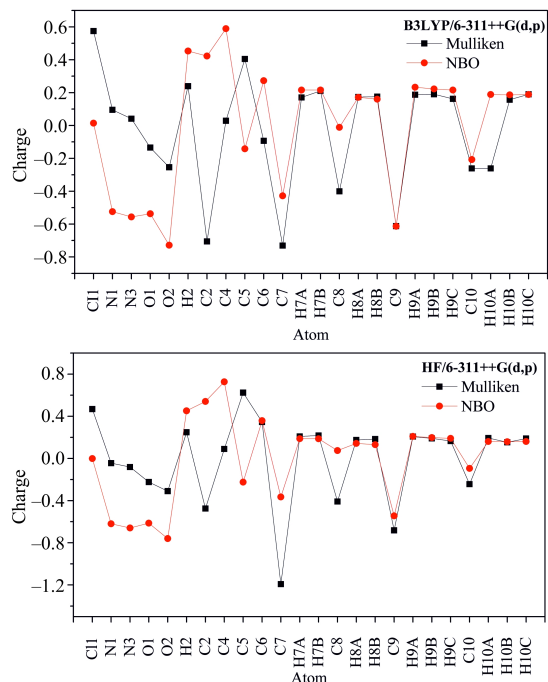 B3LYP/6-311++G(d,p)
Mulliken
NBO
0.6
0.4
0.2
0.0
−0.2
−0.4
−0.6
−0.8
Charge
Cl1 N1 N3 O1 O2 H2 C2 C4 C5 C6 C7 H7A H7B C8 H8A H8B C9 H9A H9B H9C C10 H10A H10B H10C
Atom
HF/6-311++G(d,p)
Mulliken
NBO
0.8
0.4
0.0
−0.4
−0.8
−1.2
Charge
Cl1 N1 N3 O1 O2 H2 C2 C4 C5 C6 C7 H7A H7B C8 H8A H8B C9 H9A H9B H9C C10 H10A H10B H10C
Atom